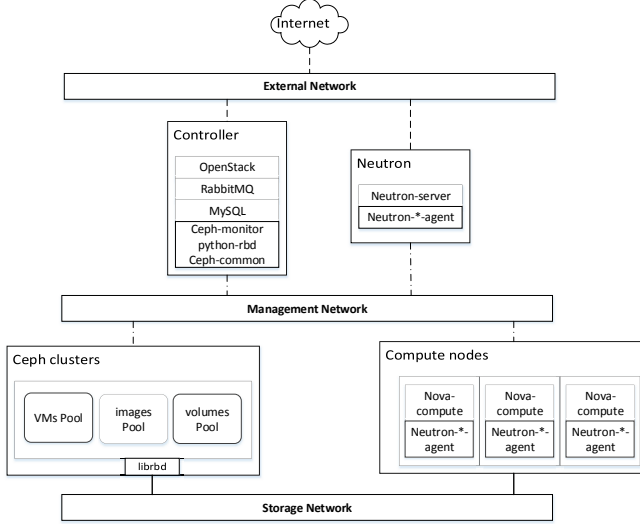 Internet
External Network
Controller
OpenStack
RabbitMQ
MySQL
Ceph-monitor
python-rbd
Ceph-common
Neutron
Neutron-server
Neutron-*-agent
Management Network
Ceph clusters
VMs Pool
images
Pool
volumes
Pool
librbd
Compute nodes
Nova-
compute
Neutron-*-
agent
Nova-
compute
Neutron-*-
agent
Nova-
compute
Neutron-*-
agent
Storage Network